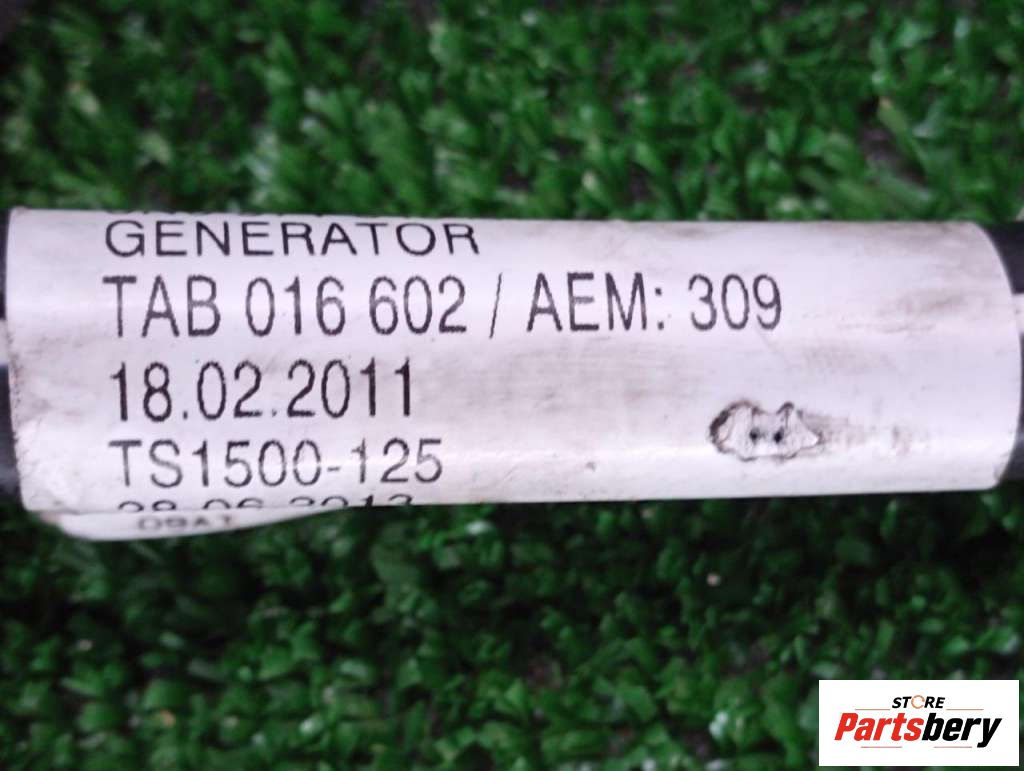 GENERATOR
TAB 016 602 / AEM: 309
18.02.2011
TS1500-125
STORE
Partsbery